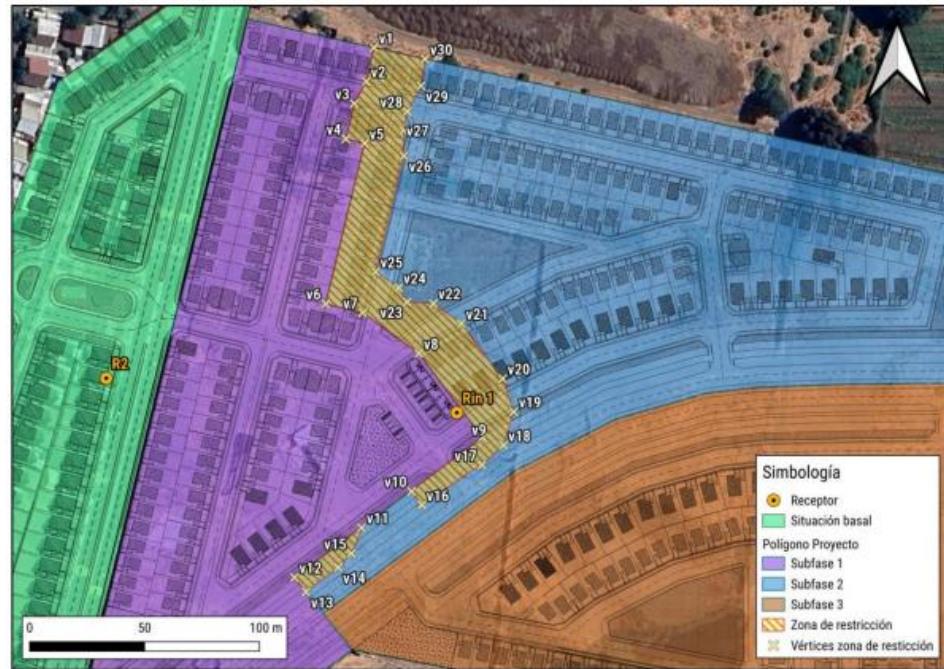 v1
v30
v2
v29
v3
v28
v4
v5
v27
v26
v25
v24
v6
v7
v23
v22
v21
v8
R2
v20
Rin 1
v19
v9
v18
v17
v10
v16
v11
v15
v12
v14
v13
Simbología
Receptor
Situación basal
Polígono Proyecto
Subfase 1
Subfase 2
Subfase 3
Zona de restricción
Vértices zona de resticción
0 50 100 m